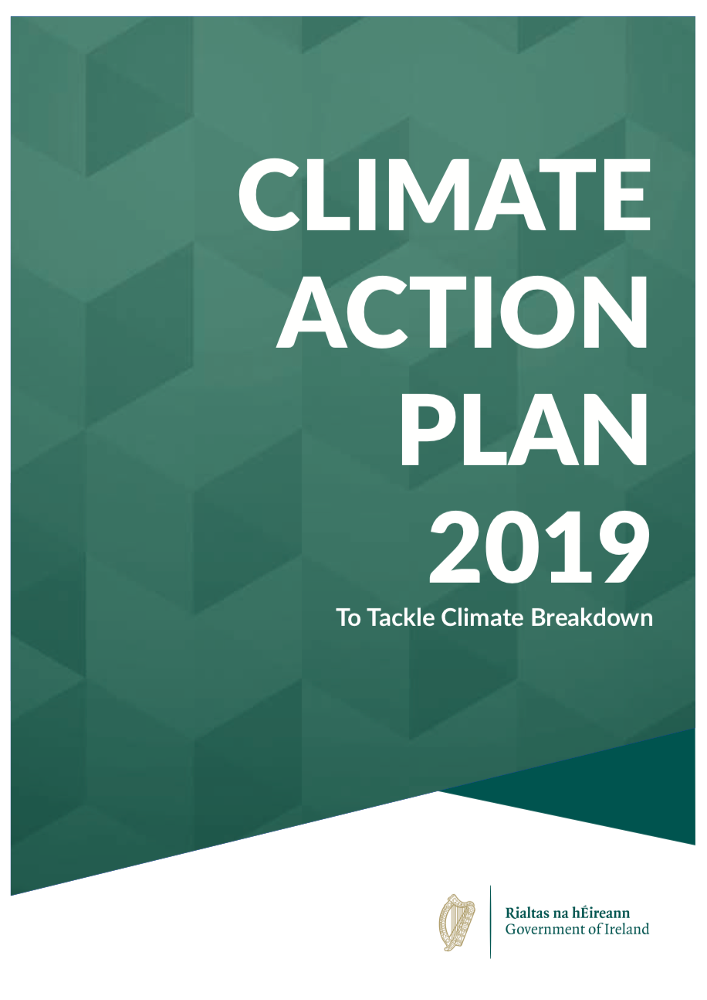 CLIMATE
ACTION
PLAN
2019
To Tackle Climate Breakdown
Rialtas na hÉireann
Government of Ireland